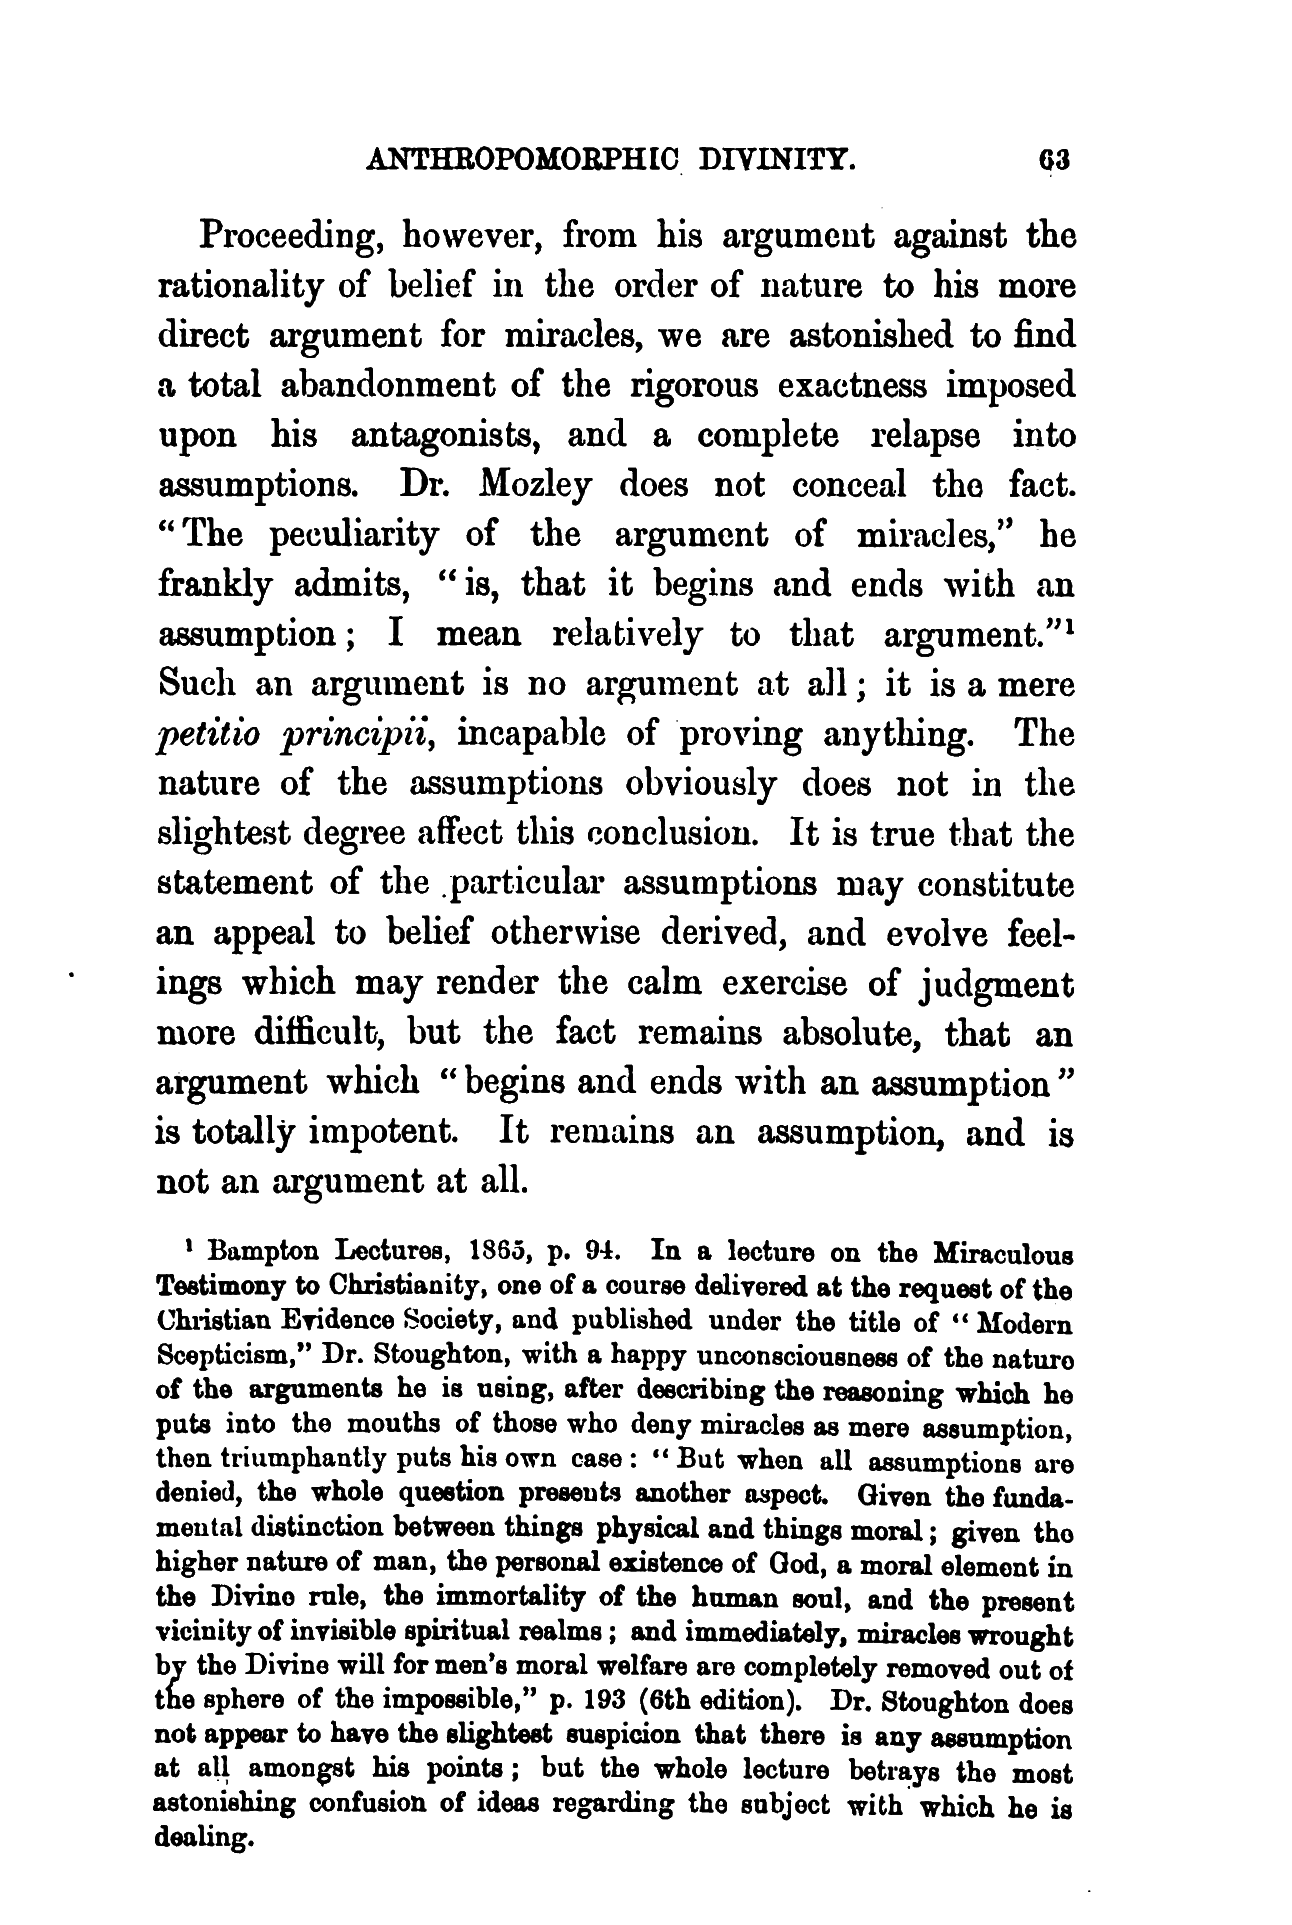 ANTHROPOMORPHIC DIVINITY. 63
Proceeding, however, from his argument against the
rationality of belief in the order of nature to his more
direct argument for miracles, we are astonished to find
a total abandonment of the rigorous exactness imposed
upon his antagonists, and a complete relapse into
assumptions. Dr. Mozley does not conceal the fact.
“The peculiarity of the argument of miracles,” he
frankly admits, “is, that it begins and ends with an
assumption; I mean relatively to that argument.”¹
Such an argument is no argument at all; it is a mere
petitio principii, incapable of proving anything. The
nature of the assumptions obviously does not in the
slightest degree affect this conclusion. It is true that the
statement of the particular assumptions may constitute
an appeal to belief otherwise derived, and evolve feel-
ings which may render the calm exercise of judgment
more difficult, but the fact remains absolute, that an
argument which “begins and ends with an assumption”
is totally impotent. It remains an assumption, and is
not an argument at all.
¹ Bampton Lectures, 1865, p. 94. In a lecture on the Miraculous
Testimony to Christianity, one of a course delivered at the request of the
Christian Evidence Society, and published under the title of “Modern
Scepticism,” Dr. Stoughton, with a happy unconsciousness of the nature
of the arguments he is using, after describing the reasoning which he
puts into the mouths of those who deny miracles as mere assumption,
then triumphantly puts his own case: “But when all assumptions are
denied, the whole question presents another aspect. Given the funda-
mental distinction between things physical and things moral; given the
higher nature of man, the personal existence of God, a moral element in
the Divine rule, the immortality of the human soul, and the present
vicinity of invisible spiritual realms; and immediately, miracles wrought
by the Divine will for men’s moral welfare are completely removed out of
the sphere of the impossible,” p. 193 (6th edition). Dr. Stoughton does
not appear to have the slightest suspicion that there is any assumption
at all amongst his points; but the whole lecture betrays the most
astonishing confusion of ideas regarding the subject with which he is
dealing.